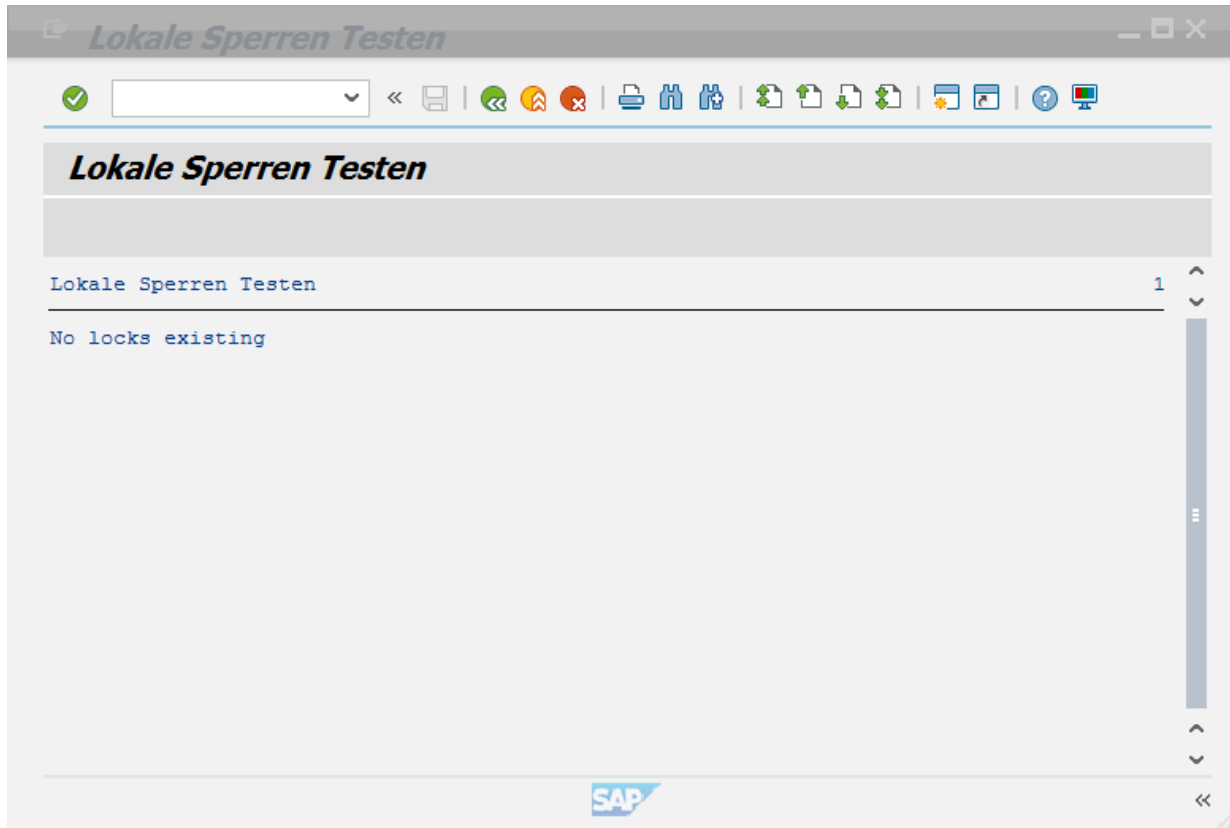 Lokale Sperren Testen
Lokale Sperren Testen
Lokale Sperren Testen 1
No locks existing
SAP